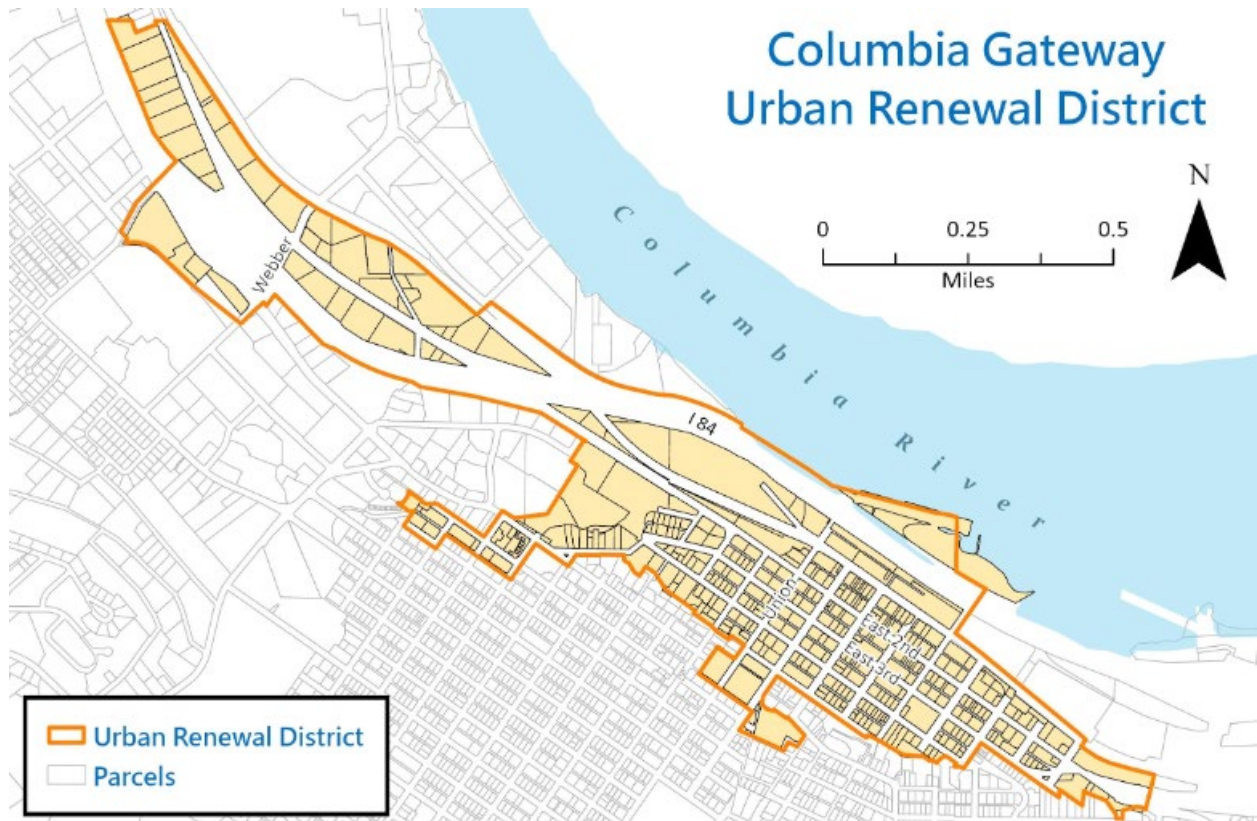 Columbia Gateway
Urban Renewal District
N
0 0.25 0.5
Miles
Columbia River
Webber
I 84
Union
East 2nd
East 3rd
Urban Renewal District
Parcels